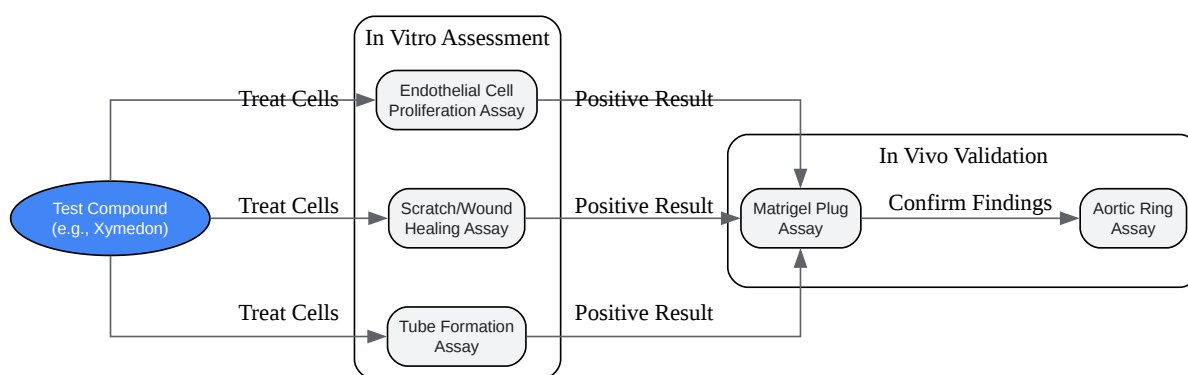 In Vitro Assessment
Treat Cells
Endothelial Cell
Proliferation Assay
Positive Result
In Vivo Validation
Test Compound
(e.g., Xymedon)
Treat Cells
Scratch/Wound
Healing Assay
Positive Result
Matrigel Plug
Assay
Confirm Findings
Aortic Ring
Assay
Treat Cells
Tube Formation
Assay
Positive Result